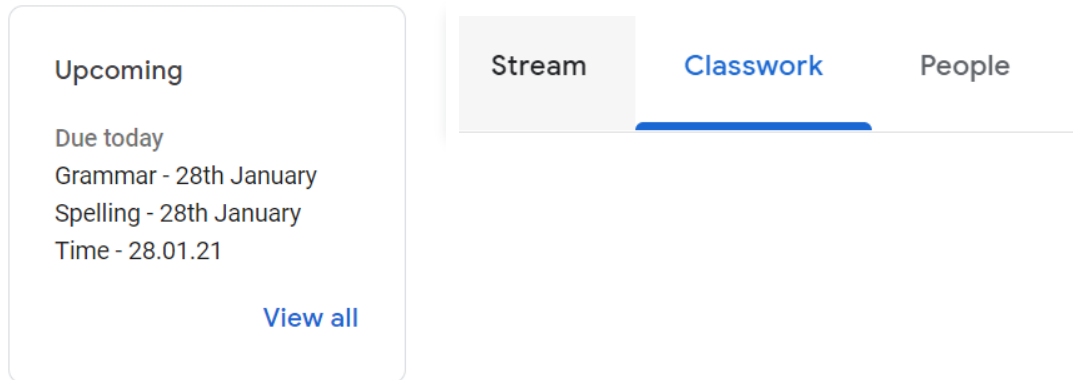 Upcoming
Due today
Grammar - 28th January
Spelling - 28th January
Time - 28.01.21
View all
Stream Classwork People